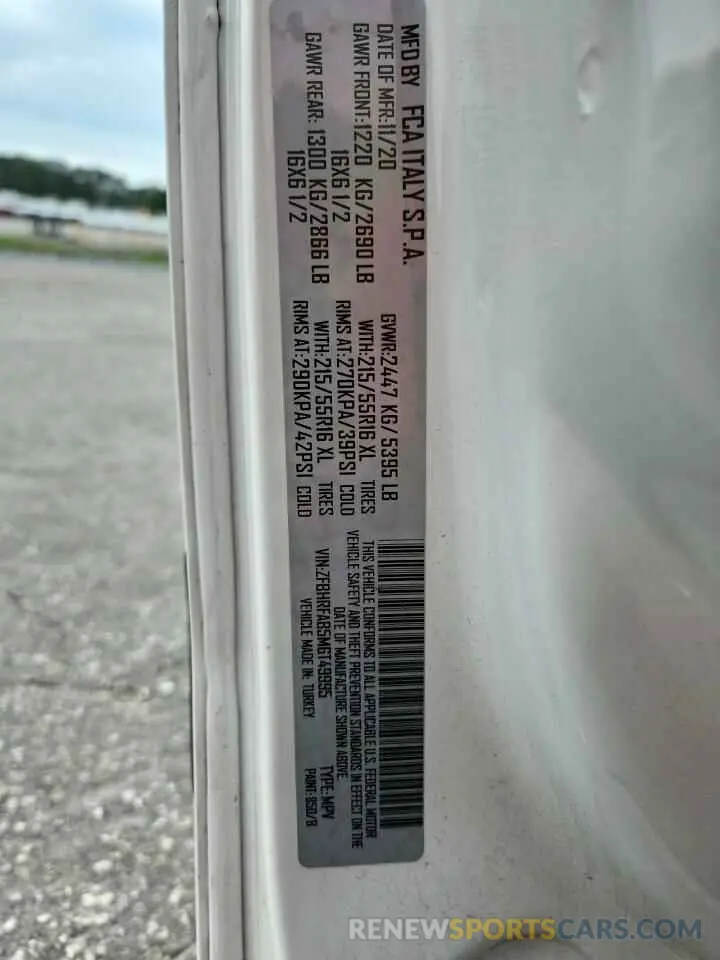 MFD BY FCA ITALY S.P.A.
DATE OF MFR:11/20 GVWR:2447 KG/ 5395 LB
GAWR FRONT:1220 KG/2690 LB WITH:215/55R16 XL TIRES
16X6 1/2 RIMS AT:270KPA/39PSI COLD
GAWR REAR: 1300 KG/2866 LB WITH:215/55R16 XL TIRES
16X6 1/2 RIMS AT:290KPA/42PSI COLD
THIS VEHICLE CONFORMS TO ALL APPLICABLE U.S. FEDERAL MOTOR
VEHICLE SAFETY AND THEFT PREVENTION STANDARDS IN EFFECT ON THE
DATE OF MANUFACTURE SHOWN ABOVE
VIN:ZFBHRFAB5M6T49995 TYPE:MPV
VEHICLE MADE IN: TURKEY PAINT:
RENEWSPORTSCARS.COM